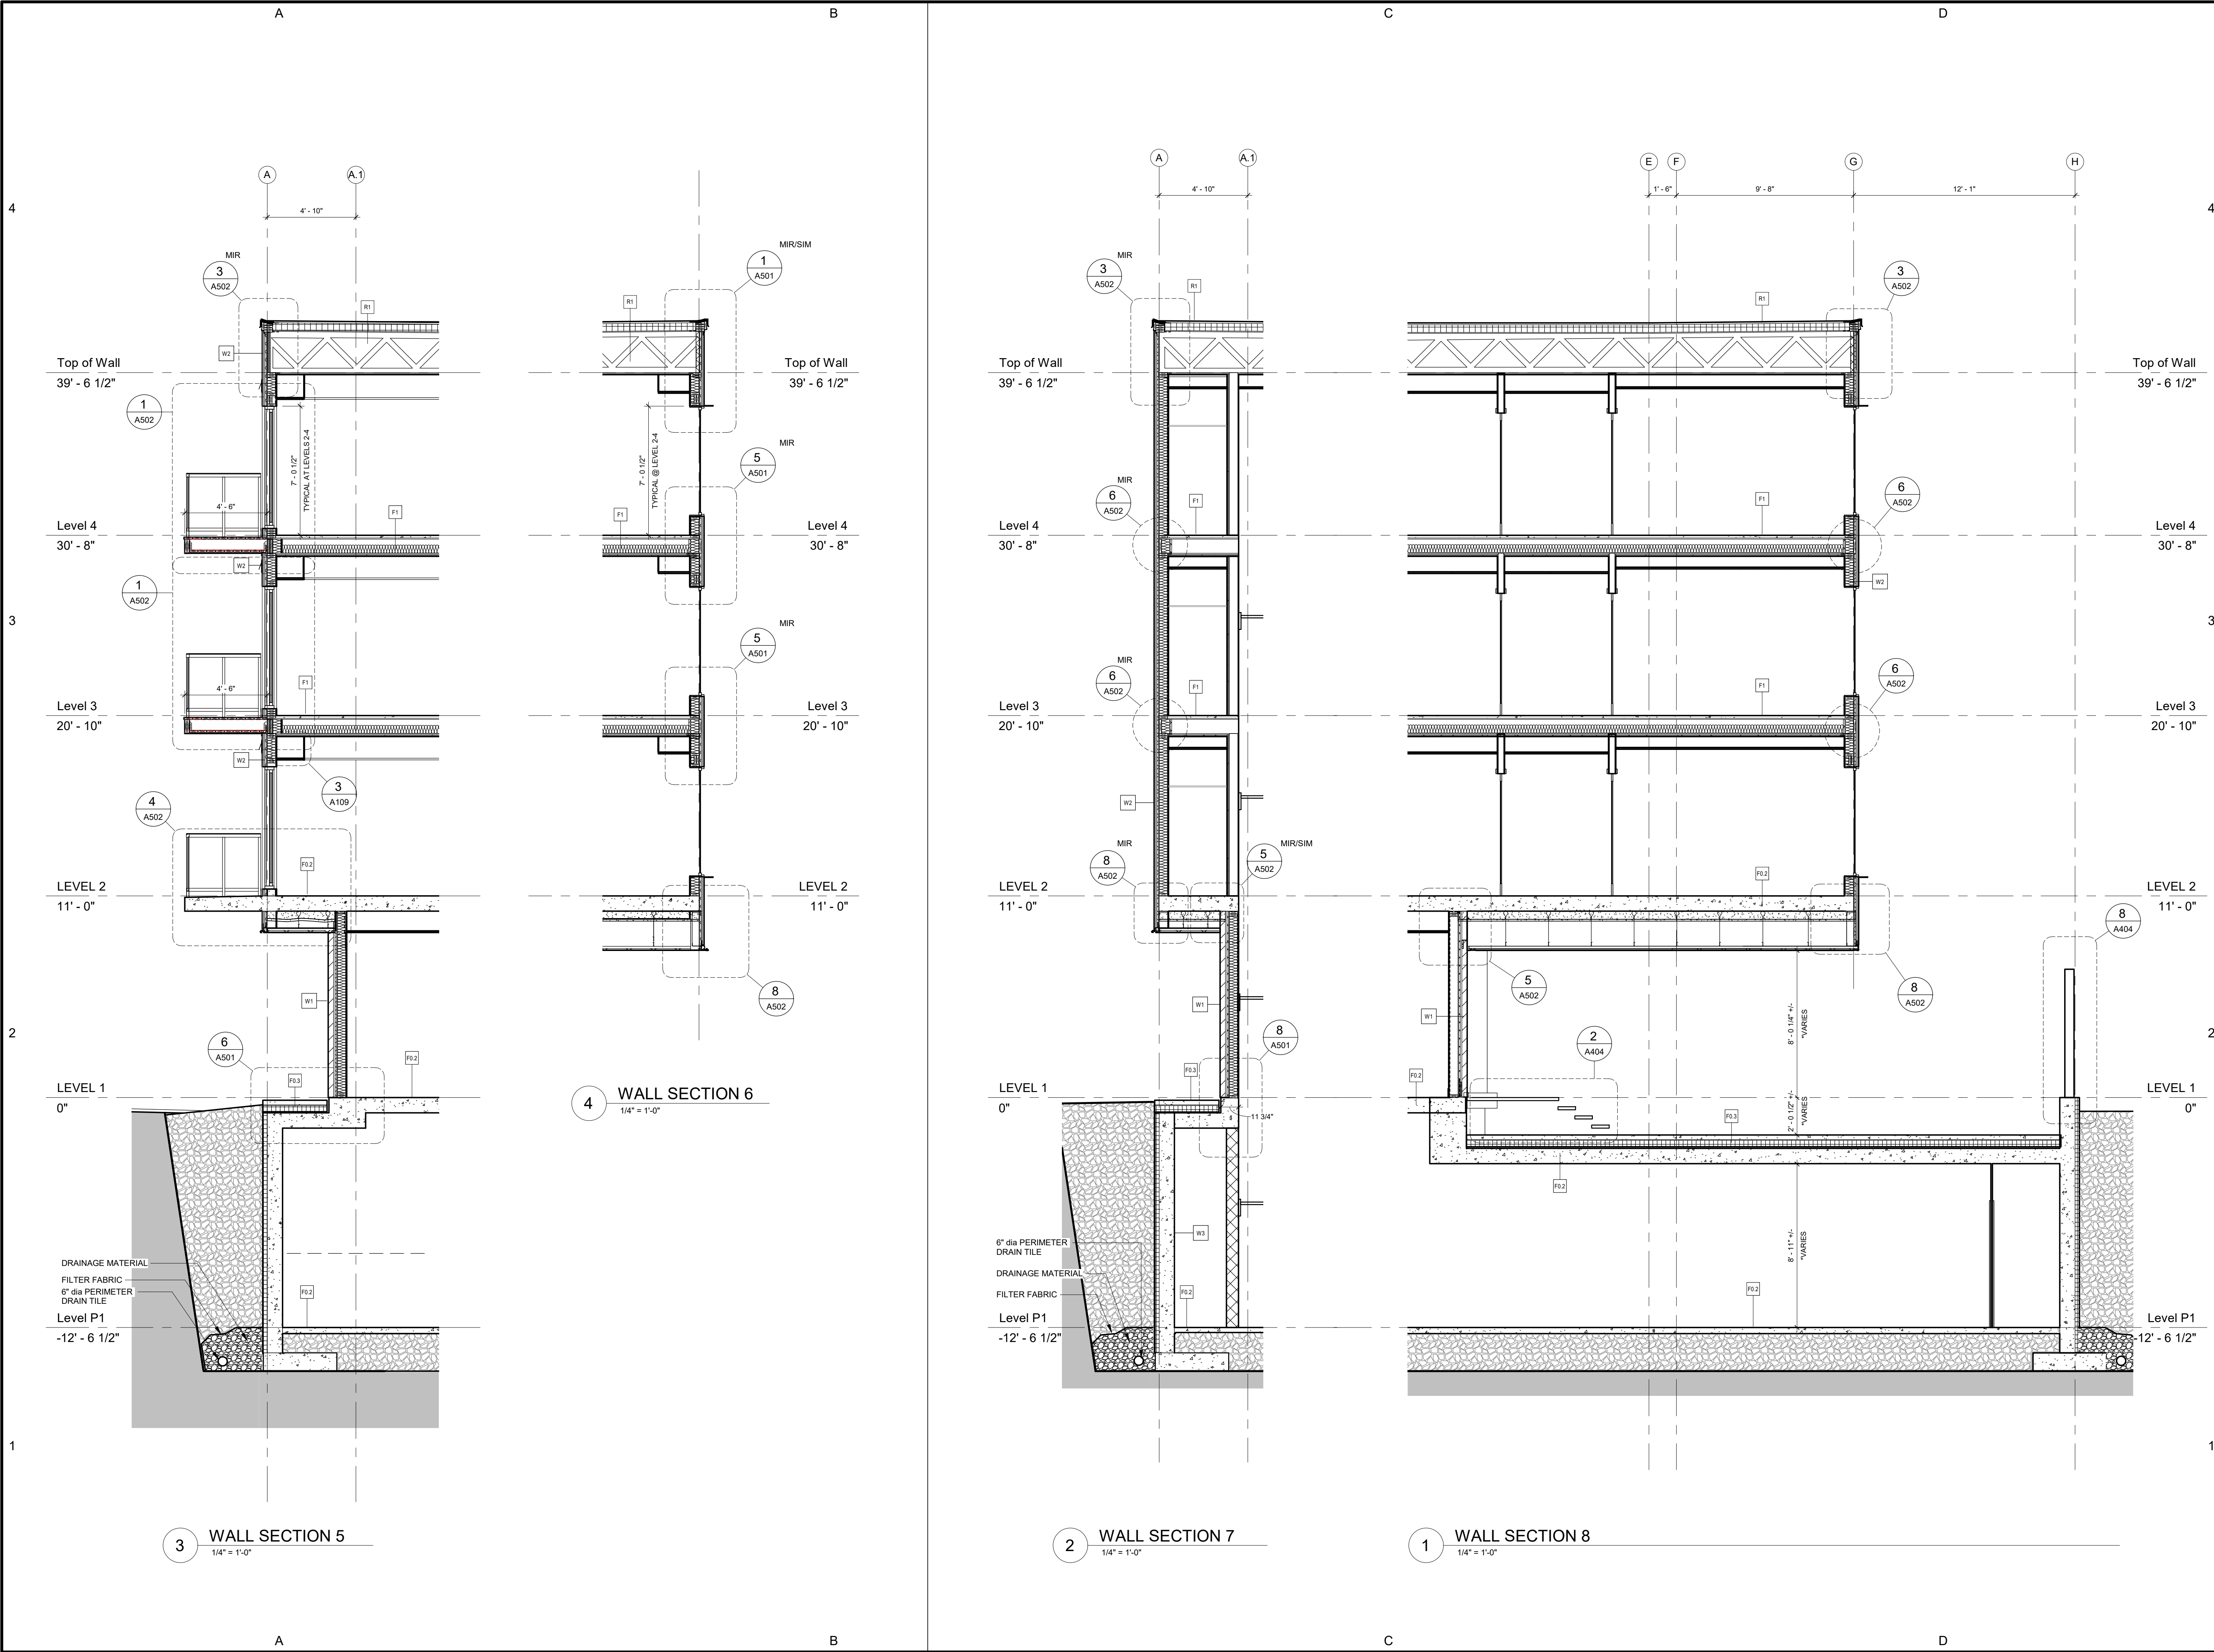 A
B
C
D
4
3
2
1
A
A.1
4' - 10"
MIR
3
A502
R1
W2
Top of Wall
39' - 6 1/2"
1
A502
7' - 0 1/2"
TYPICAL AT LEVELS 2-4
4' - 6"
F1
Level 4
30' - 8"
W2
1
A502
4' - 6"
F1
Level 3
20' - 10"
W2
3
A109
4
A502
F0.2
LEVEL 2
11' - 0"
W1
6
A501
F0.3
F0.2
LEVEL 1
0"
DRAINAGE MATERIAL
FILTER FABRIC
6" dia PERIMETER
DRAIN TILE
F0.2
Level P1
-12' - 6 1/2"
3
WALL SECTION 5
1/4" = 1'-0"
MIR/SIM
1
A501
R1
Top of Wall
39' - 6 1/2"
7' - 0 1/2"
TYPICAL @ LEVEL 2-4
MIR
5
A501
F1
Level 4
30' - 8"
MIR
5
A501
Level 3
20' - 10"
LEVEL 2
11' - 0"
8
A502
4
WALL SECTION 6
1/4" = 1'-0"
A
A.1
4' - 10"
MIR
3
A502
R1
Top of Wall
39' - 6 1/2"
MIR
6
A502
F1
Level 4
30' - 8"
MIR
6
A502
F1
Level 3
20' - 10"
W2
MIR
8
A502
MIR/SIM
5
A502
LEVEL 2
11' - 0"
W1
8
A501
F0.3
LEVEL 1
0"
11 3/4"
W3
6" dia PERIMETER
DRAIN TILE
DRAINAGE MATERIAL
FILTER FABRIC
F0.2
Level P1
-12' - 6 1/2"
2
WALL SECTION 7
1/4" = 1'-0"
E
F
G
H
1' - 6"
9' - 8"
12' - 1"
3
A502
R1
Top of Wall
39' - 6 1/2"
F1
6
A502
Level 4
30' - 8"
W2
F1
6
A502
Level 3
20' - 10"
F0.2
LEVEL 2
11' - 0"
8
A404
5
A502
8
A502
W1
8' - 0 1/4" +/-
*VARIES
2
A404
F0.2
LEVEL 1
0"
2' - 0 1/2" +/-
*VARIES
F0.3
F0.2
8' - 11" +/-
*VARIES
F0.2
Level P1
-12' - 6 1/2"
1
WALL SECTION 8
1/4" = 1'-0"
4
3
2
1
A
B
C
D